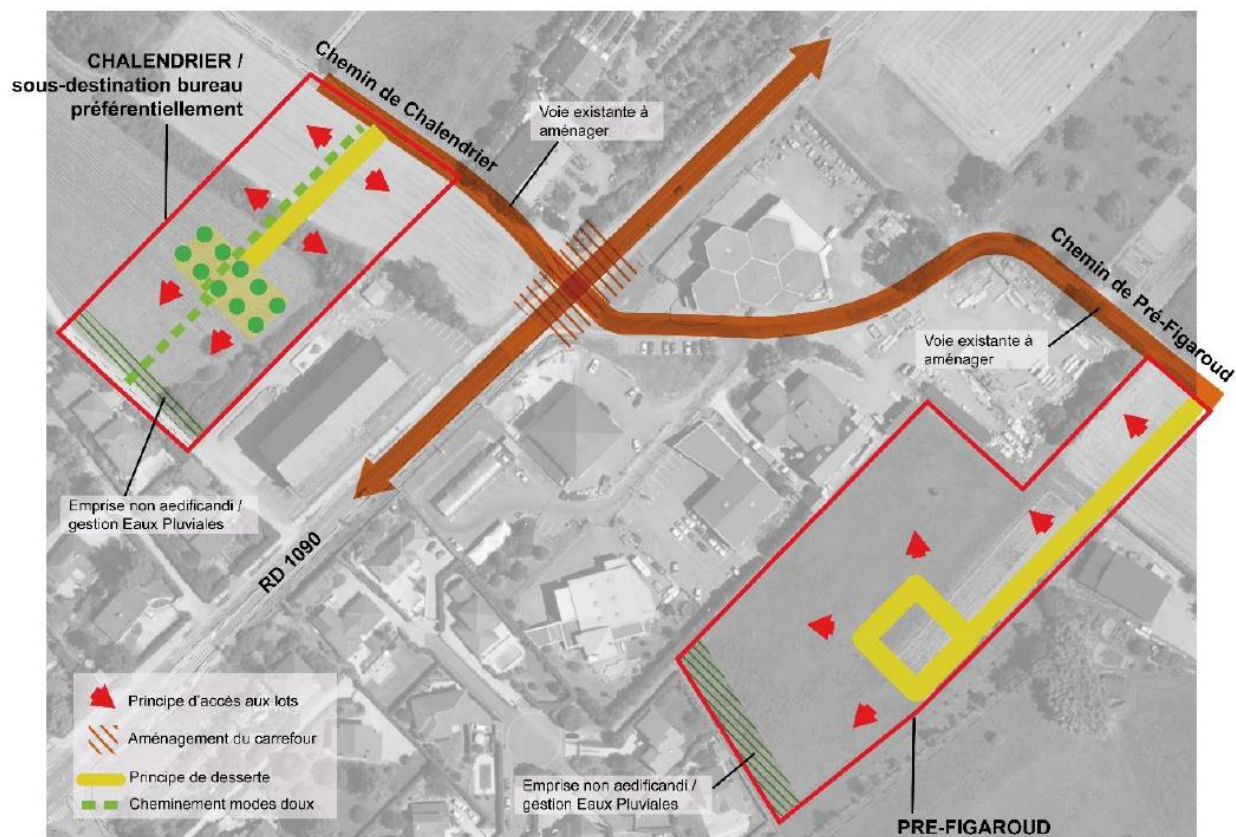 CHALENDRIER /
sous-destination bureau
préférentiellement
Chemin de Chalendrier
Voie existante à
aménager
Chemin de Pré-Figaroud
Voie existante à
aménager
Emprise non aedificandi /
gestion Eaux Pluviales
RD 1090
Principe d'accès aux lots
Aménagement du carrefour
Principe de desserte
Cheminement modes doux
Emprise non aedificandi /
gestion Eaux Pluviales
PRE-FIGAROUD